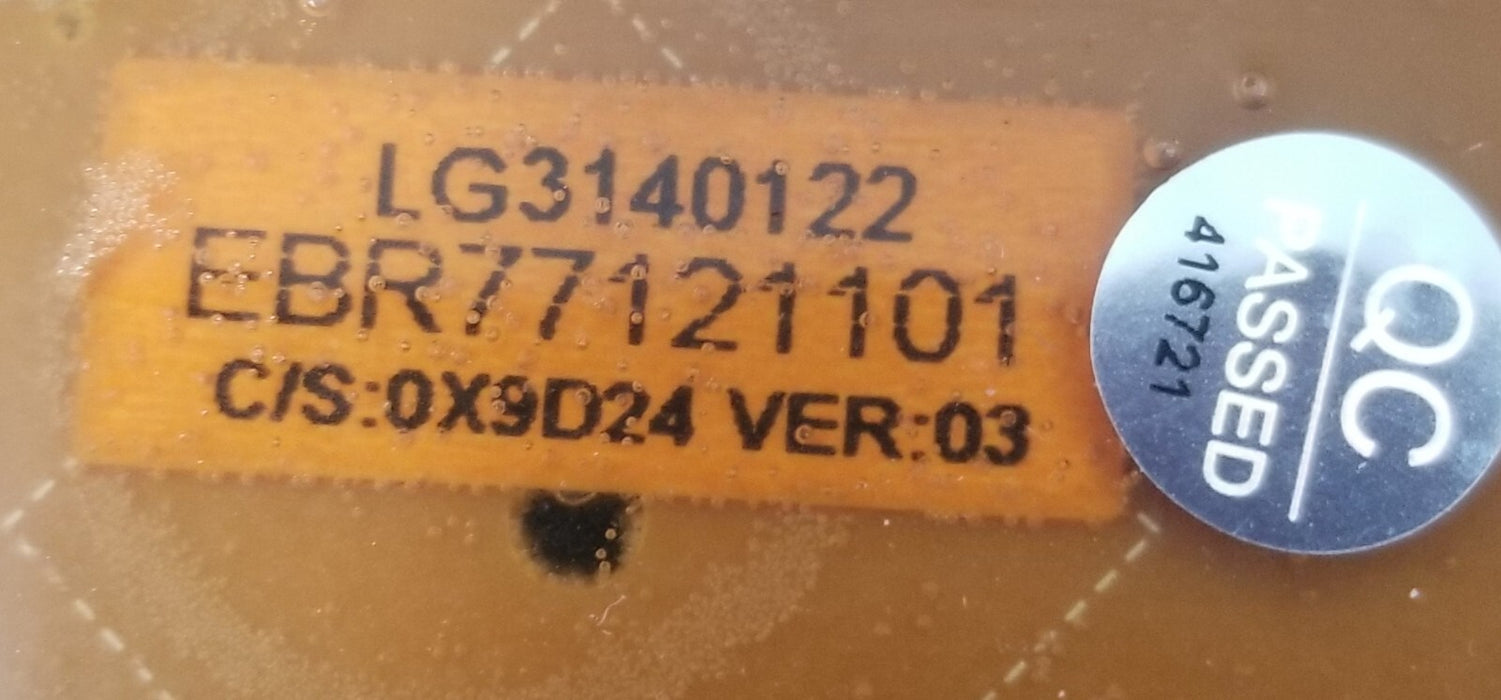 LG3140122
EBR77121101
C/S:0X9D24 VER:03
QC
PASSED
416721